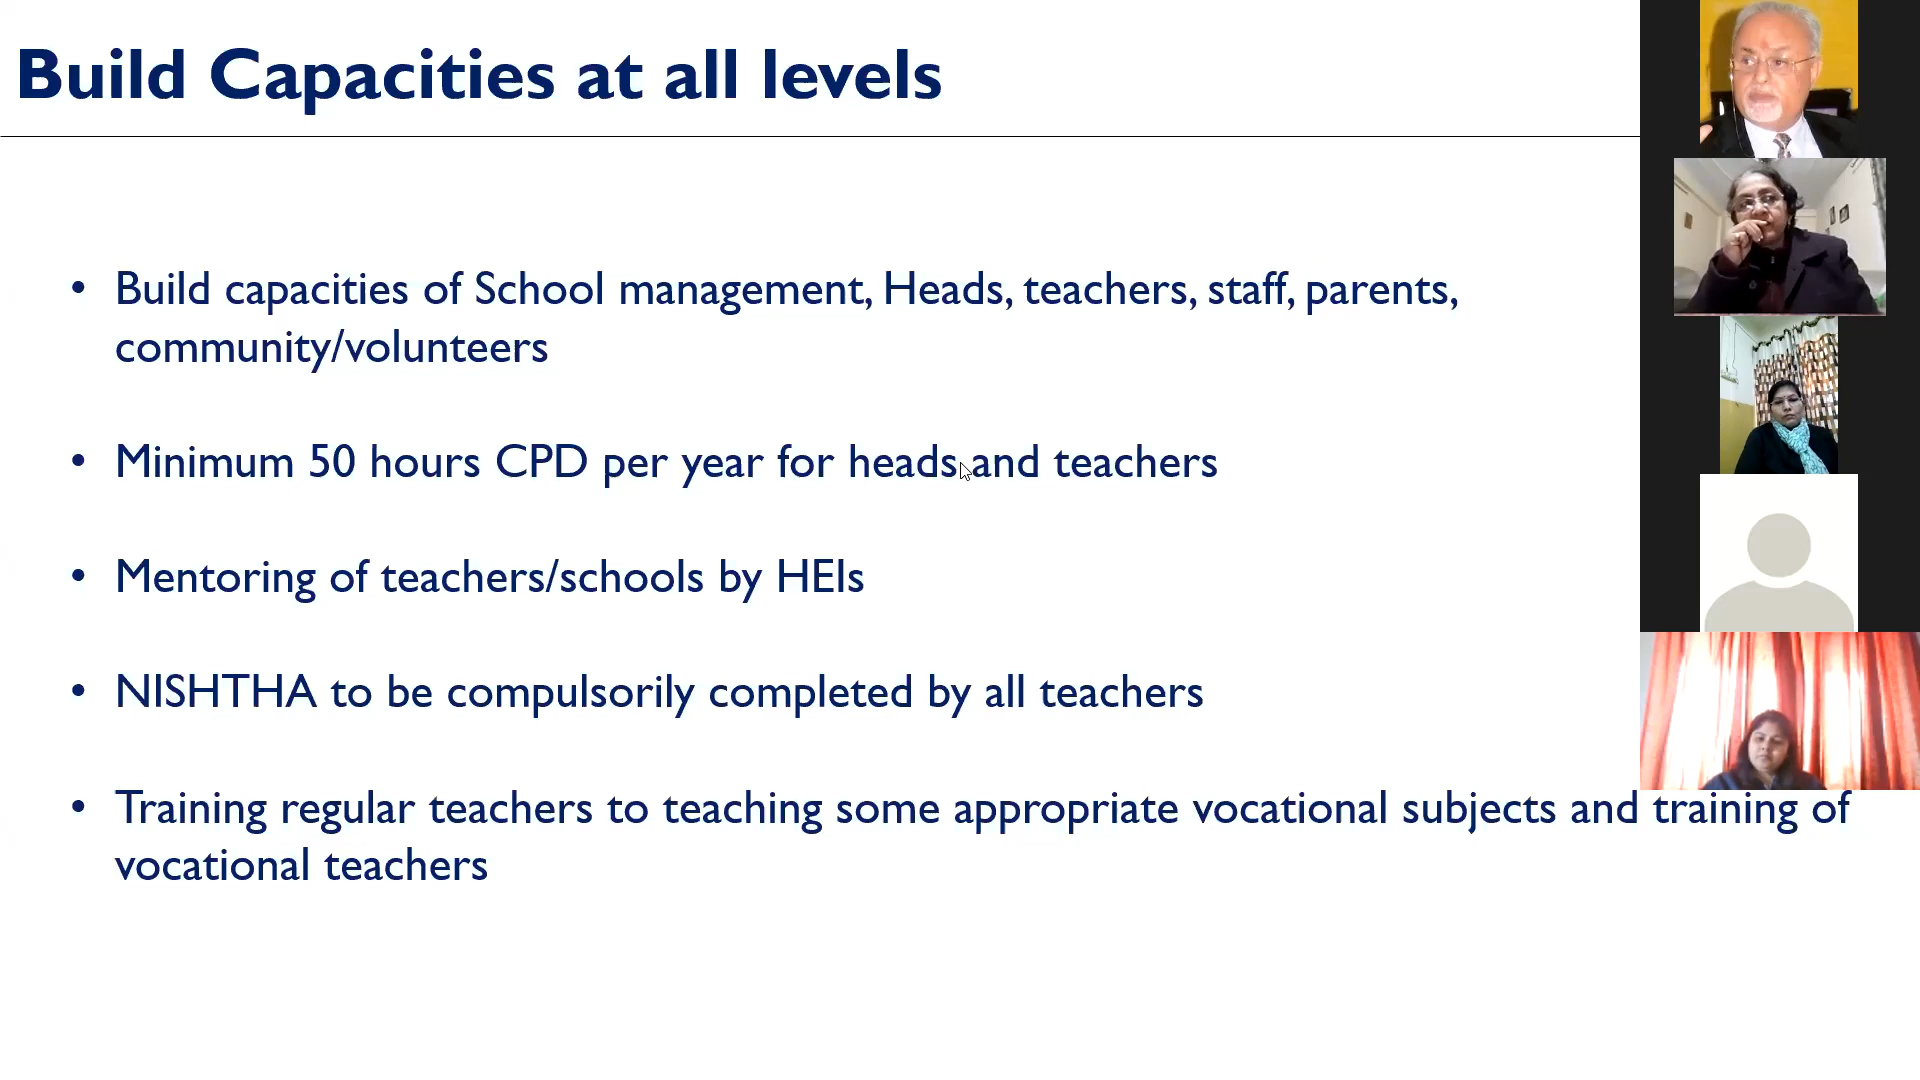 Build Capacities at all levels
• Build capacities of School management, Heads, teachers, staff, parents,
community/volunteers
• Minimum 50 hours CPD per year for heads and teachers
• Mentoring of teachers/schools by HEIs
• NISHTHA to be compulsorily completed by all teachers
• Training regular teachers to teaching some appropriate vocational subjects and training of
vocational teachers